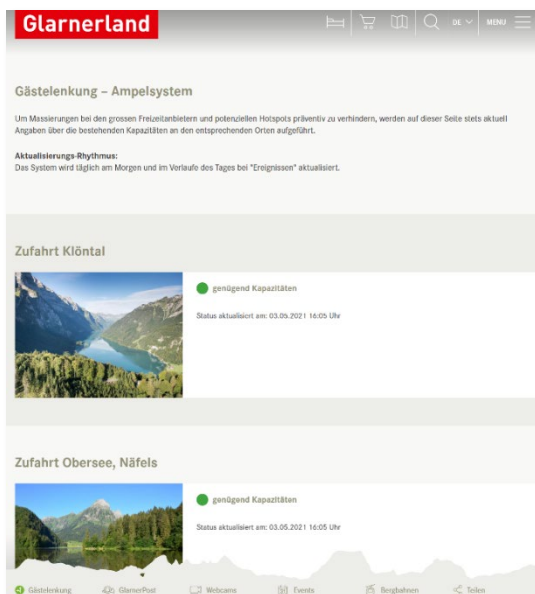 Glarnerland
DE
MENU
Gästelenkung – Ampelsystem
Um Massierungen bei den grossen Freizeitanbietern und potenziellen Hotspots präventiv zu verhindern, werden auf dieser Seite stets aktuell
Angaben über die bestehenden Kapazitäten an den entsprechenden Orten aufgeführt.
Aktualisierungs-Rhythmus:
Das System wird täglich am Morgen und im Verlaufe des Tages bei "Ereignissen" aktualisiert.
Zufahrt Klöntal
genügend Kapazitäten
Status aktualisiert am: 03.05.2021 16:05 Uhr
Zufahrt Obersee, Näfels
genügend Kapazitäten
Status aktualisiert am: 03.05.2021 16:05 Uhr
Gästelenkung GlarnerPost Webcams Events Bergbahnen Teilen